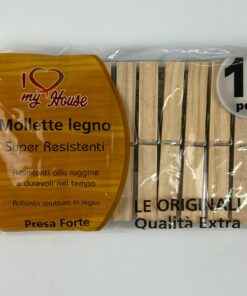 I
my House
Mollette legno
Super Resistenti
Resistenti alla ruggine
e durevoli nel tempo
Robusta struttura in legno
Presa Forte
1
pe
LE ORIGINALI
Qualità Extra